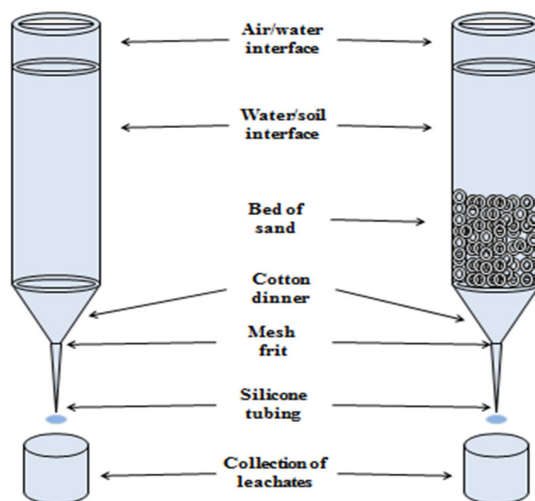 Air/water
interface
Water/soil
interface
Bed of
sand
Cotton
dinner
Mesh
frit
Silicone
tubing
Collection of
leachates